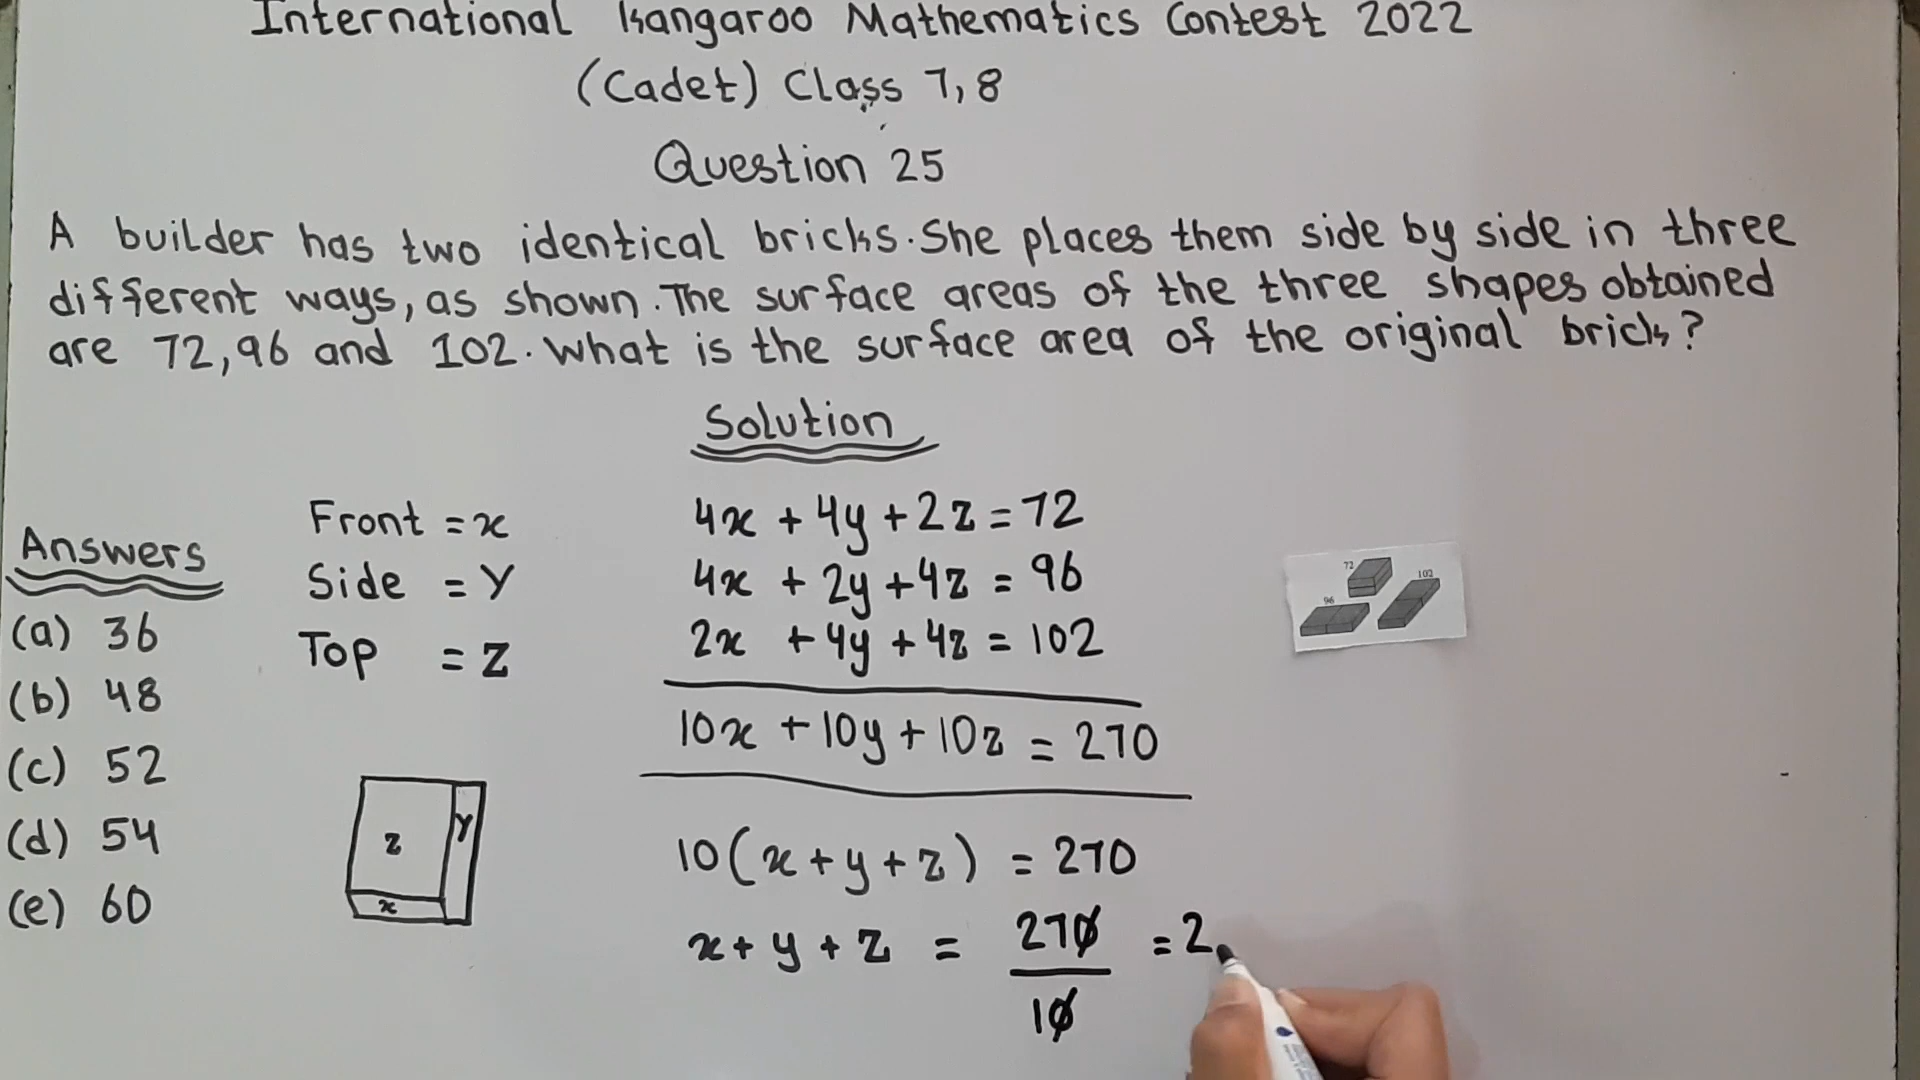 International Kangaroo Mathematics Contest 2022
(Cadet) Class 7,8
Question 25
A builder has two identical bricks. She places them side by side in three
different ways, as shown. The surface areas of the three shapes obtained
are 72,96 and 102. What is the surface area of the original brick?
Solution
Answers
(a) 36
(b) 48
(c) 52
(d) 54
(e) 60
Front = x
Side = Y
Top = Z
z
Y
x
4x + 4y + 2z = 72
4x + 2y + 4z = 96
2x + 4y + 4z = 102
10x + 10y + 10z = 270
10(x + y + z) = 270
x + y + z = 270/10 = 2
72
96
102